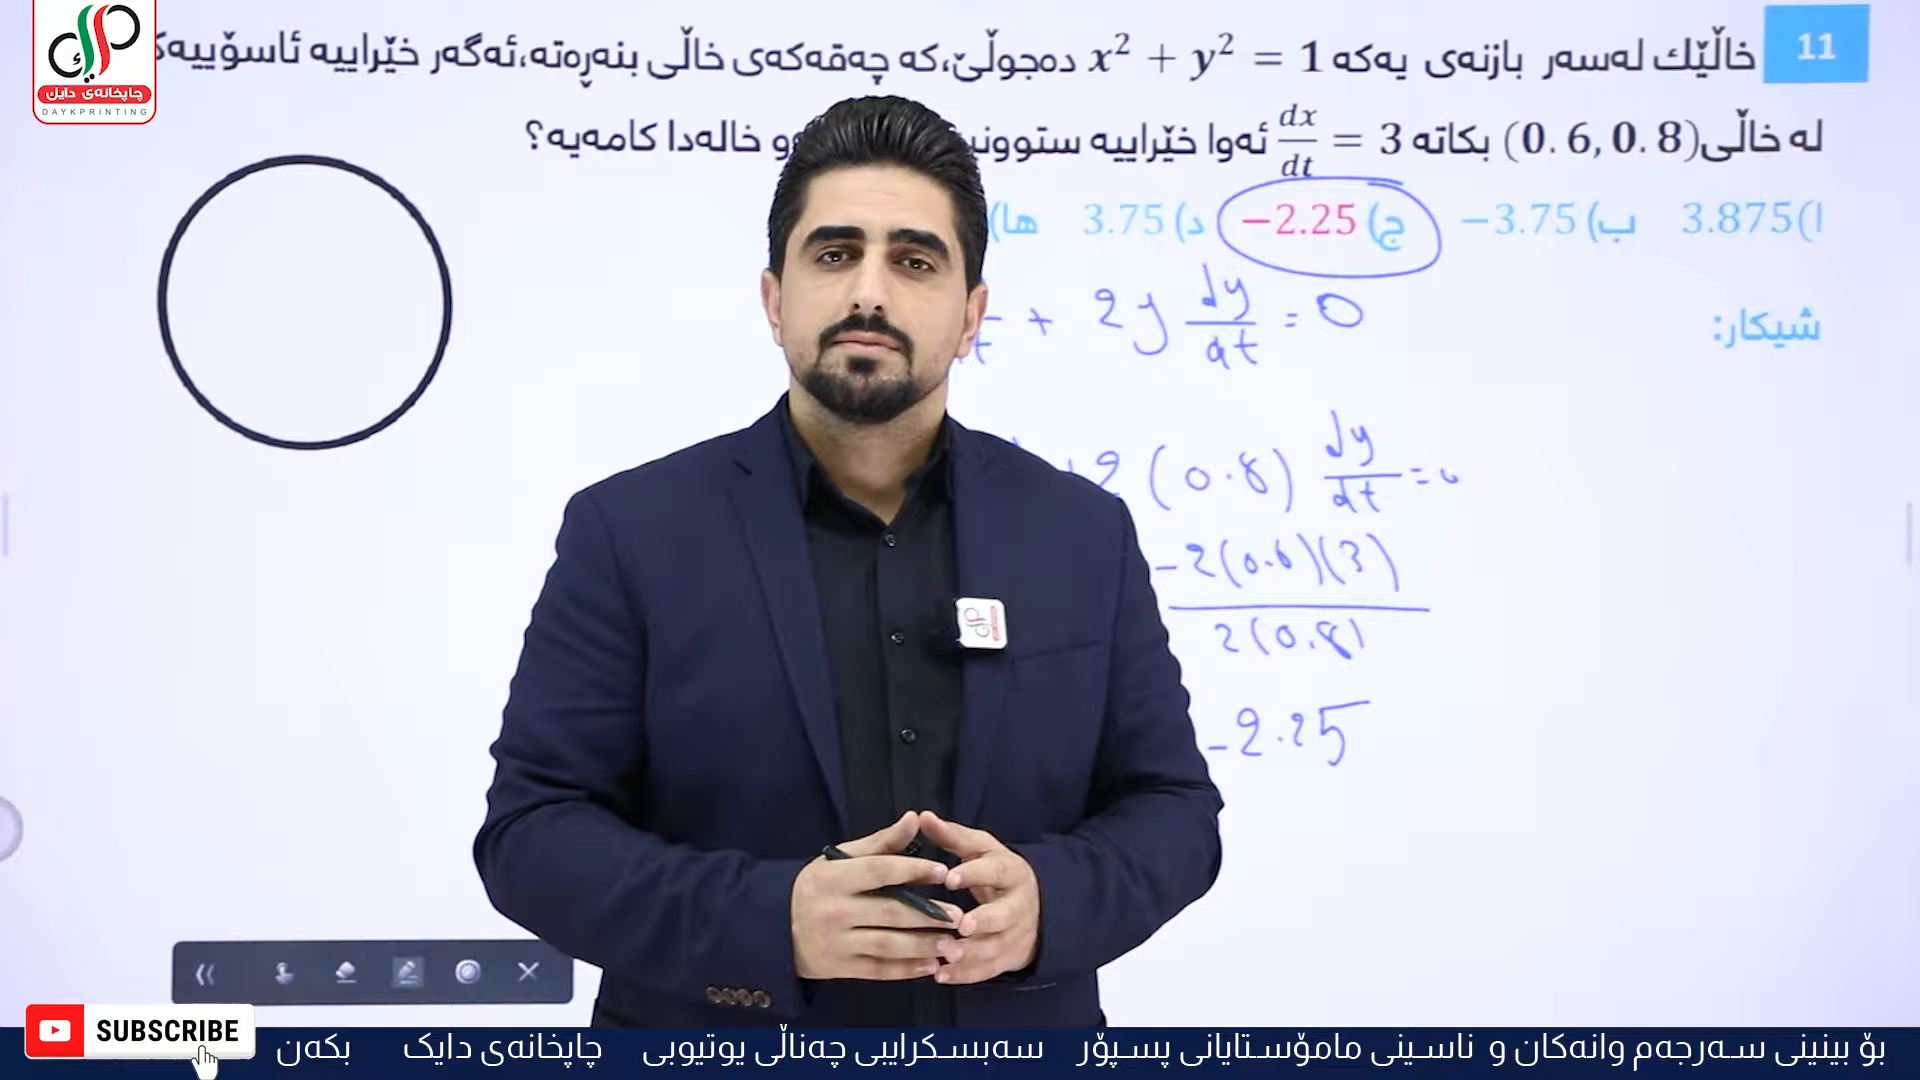 چاپخانەی دایك
DAYKPRINTING
11
خاڵێك لەسەر بازنەی یەکە x² + y² = 1 دەجوڵێ،کە چەقەکەی خاڵی بنەڕەتە،ئەگەر خێراییە ئاسۆییەک
لە خاڵی(0.6,0.8) بکاتە dx/dt = 3 ئەوا خێراییە ستوونی و خالەدا کامەیە؟
ا) 3.875 ب) −3.75 ج) −2.25 د) 3.75 ها)
شیکار:
+ 2y dy/dt = 0
2 (0.8) dy/dt = 0
-2(0.6)(3)
2(0.8)
-2.25
SUBSCRIBE
بۆ بینینی سەرجەم وانەکان و ناسینی مامۆستایانی پسپۆر سەبسکرایبی چەناڵی یوتیوبی چاپخانەی دایک بکەن